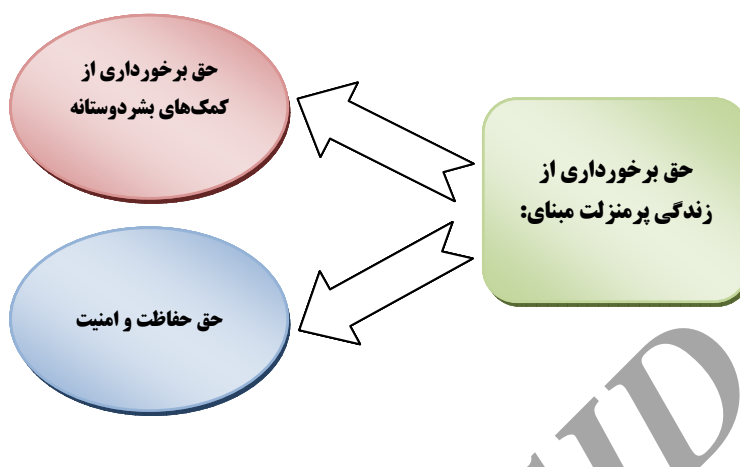 حق برخورداری از
زندگی پرمنزلت مبنای:
حق برخورداری از
کمک‌های بشردوستانه
حق حفاظت و امنیت